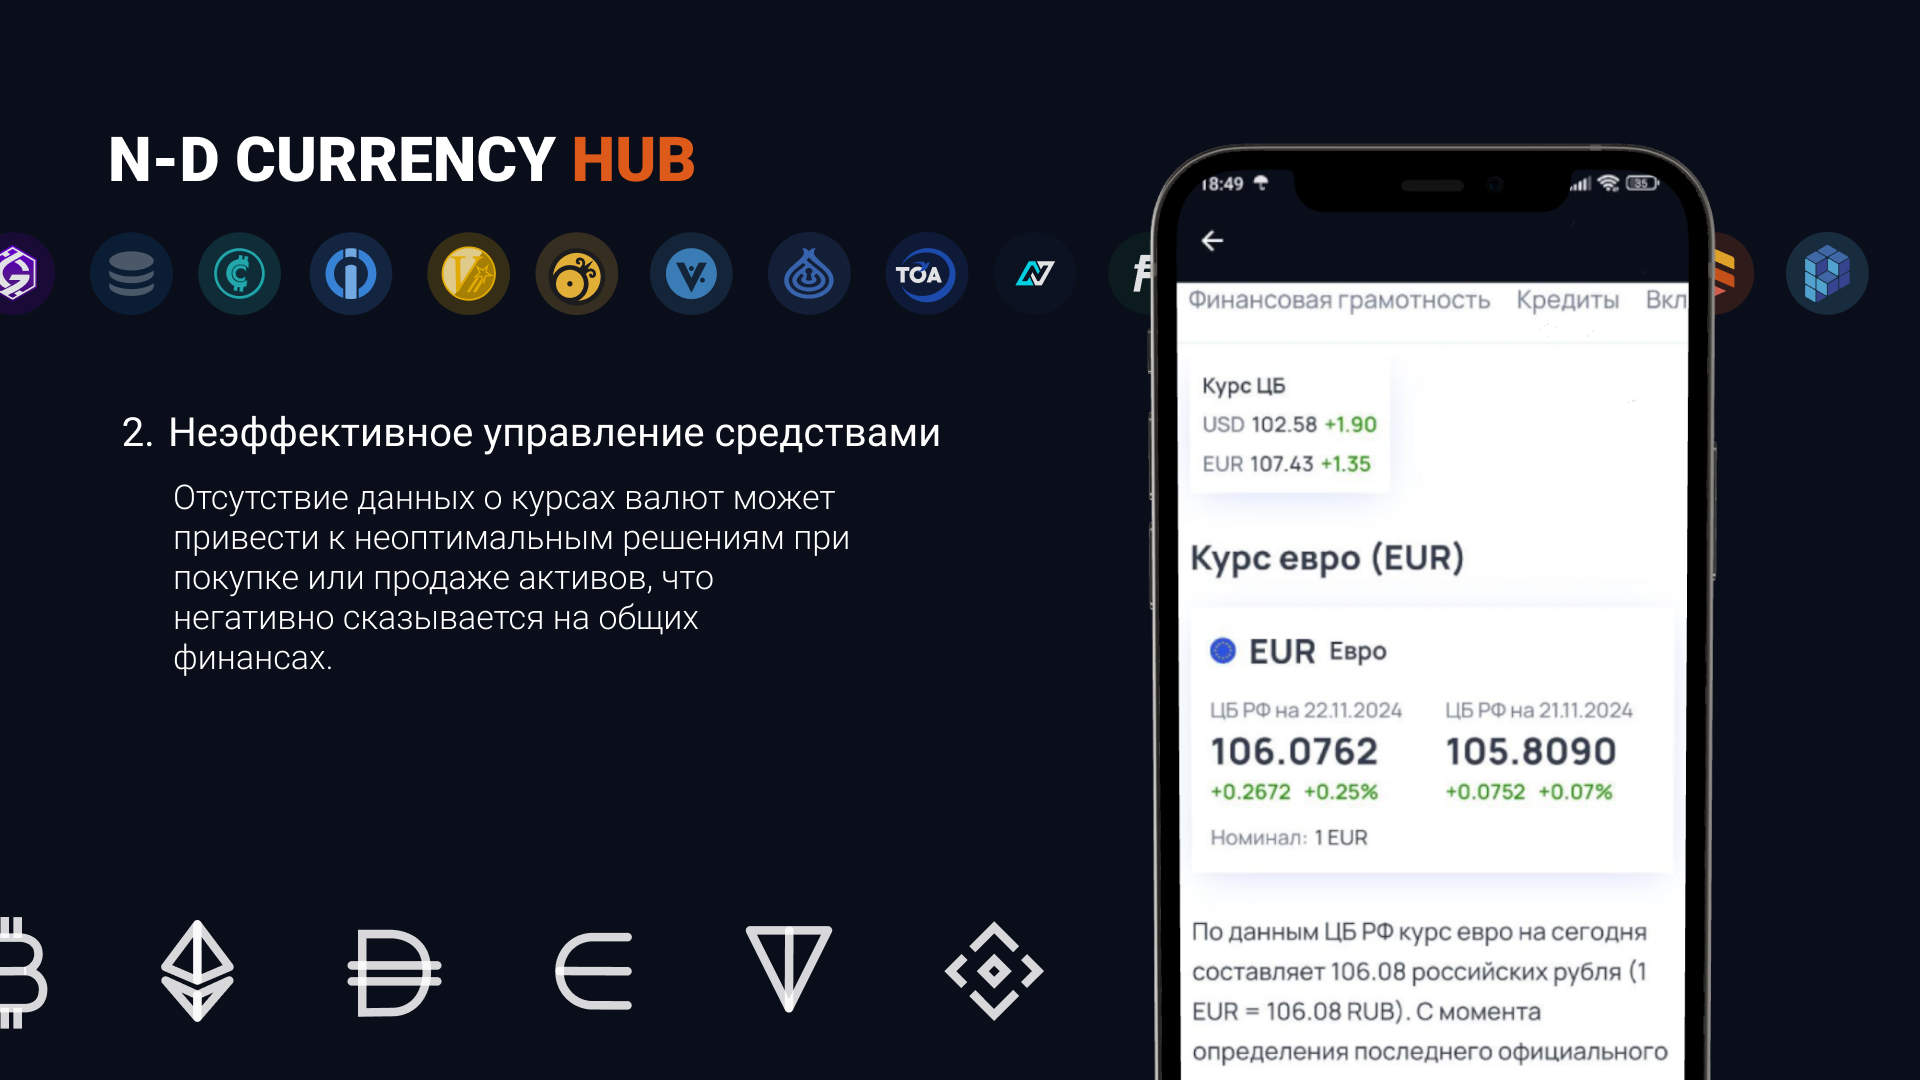 N-D CURRENCY HUB
TOA
2. Неэффективное управление средствами
Отсутствие данных о курсах валют может
привести к неоптимальным решениям при
покупке или продаже активов, что
негативно сказывается на общих
финансах.
18:49
35
Финансовая грамотность Кредиты Вкл
Курс ЦБ
USD 102.58 +1.90
EUR 107.43 +1.35
Курс евро (EUR)
EUR Евро
ЦБ РФ на 22.11.2024 ЦБ РФ на 21.11.2024
106.0762 105.8090
+0.2672 +0.25% +0.0752 +0.07%
Номинал: 1 EUR
По данным ЦБ РФ курс евро на сегодня
составляет 106.08 российских рубля (1
EUR = 106.08 RUB). С момента
определения последнего официального